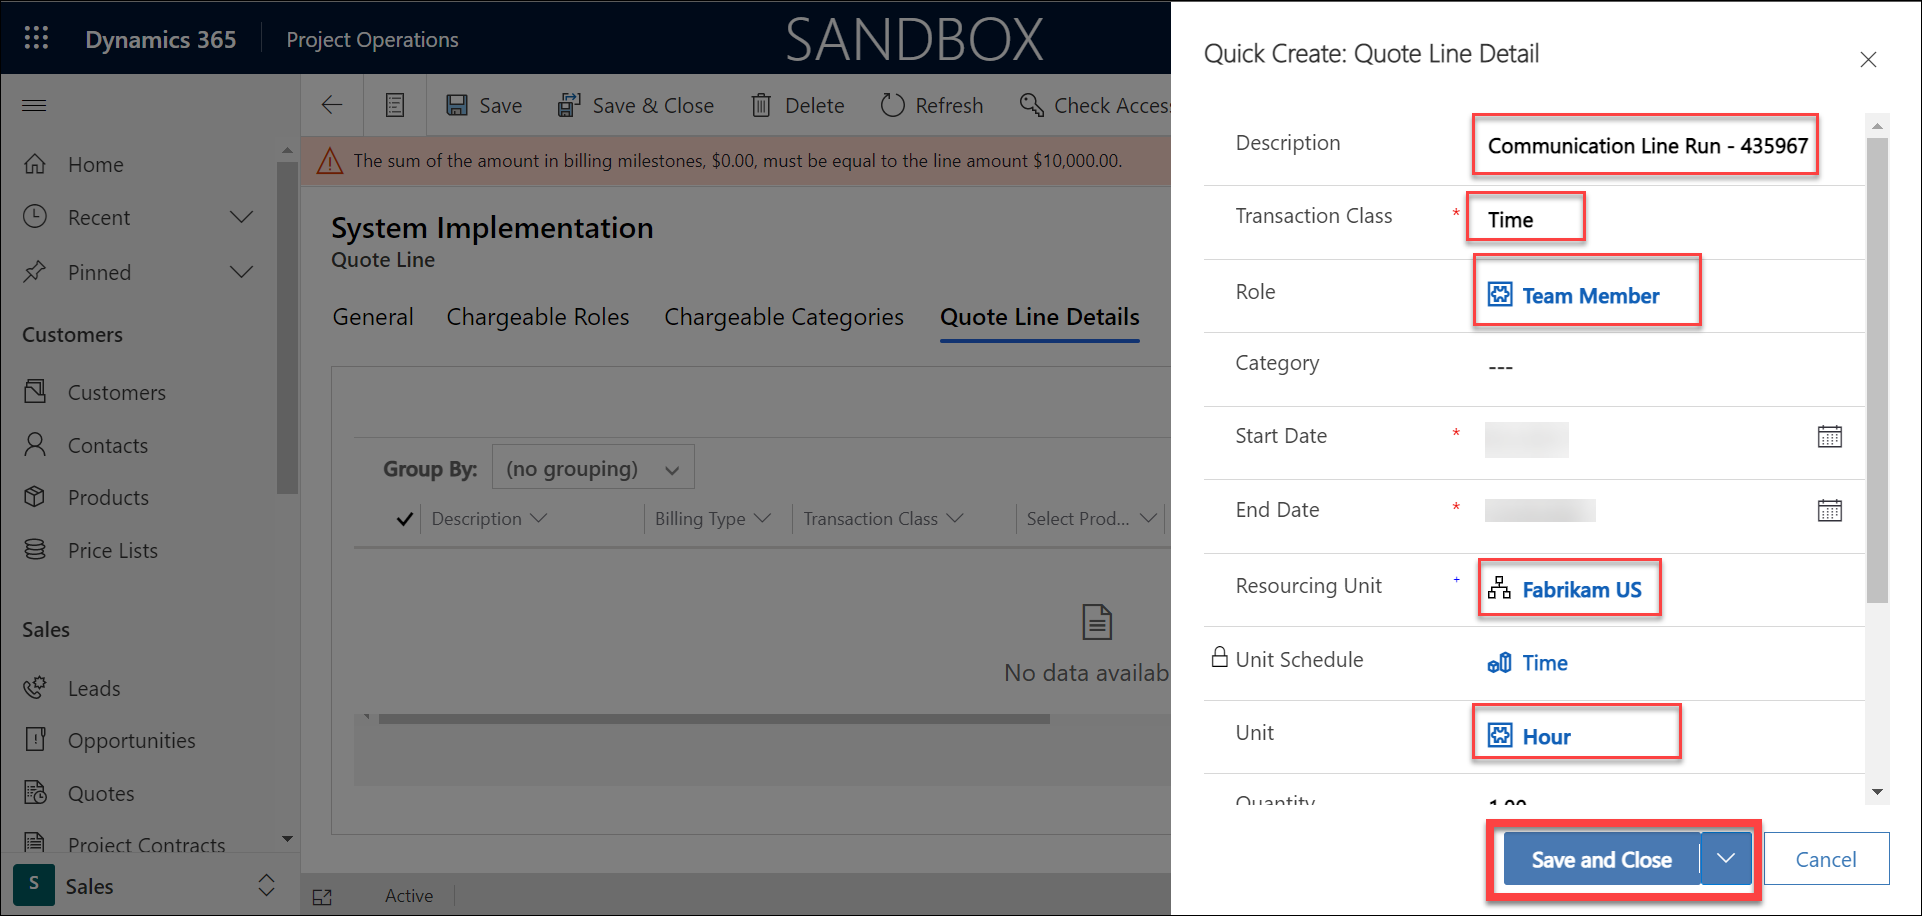 Dynamics 365
Project Operations
SANDBOX
Save
Save & Close
Delete
Refresh
Check Access
The sum of the amount in billing milestones, $0.00, must be equal to the line amount $10,000.00.
Home
Recent
Pinned
Customers
Customers
Contacts
Products
Price Lists
Sales
Leads
Opportunities
Quotes
Project Contracts
S
Sales
System Implementation
Quote Line
General
Chargeable Roles
Chargeable Categories
Quote Line Details
Group By:
(no grouping)
Description
Billing Type
Transaction Class
Select Prod...
No data availab
Active
Quick Create: Quote Line Detail
Description
Communication Line Run - 435967
Transaction Class
*
Time
Role
Team Member
Category
---
Start Date
*
End Date
*
Resourcing Unit
+
Fabrikam US
Unit Schedule
Time
Unit
Hour
Quantity
1.00
Save and Close
Cancel